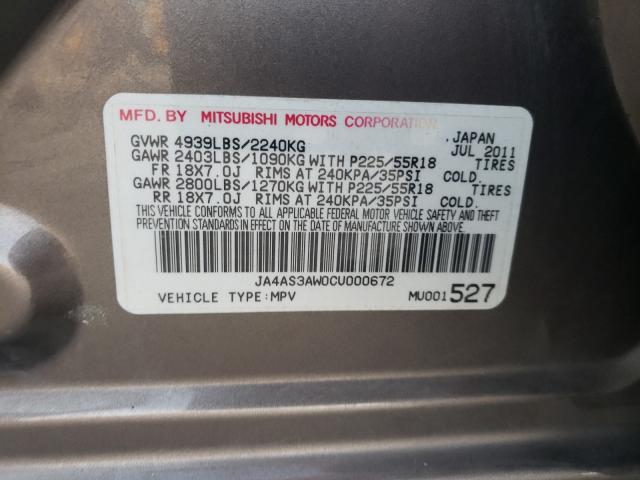 MFD. BY MITSUBISHI MOTORS CORPORATION. JAPAN
GVWR 4939LBS/2240KG JUL 2011
GAWR 2403LBS/1090KG WITH P225/55R18 TIRES
FR 18X7.0J RIMS AT 240KPA/35PSI COLD.
GAWR 2800LBS/1270KG WITH P225/55R18 TIRES
RR 18X7.0J RIMS AT 240KPA/35PSI COLD.
THIS VEHICLE CONFORMS TO ALL APPLICABLE FEDERAL MOTOR VEHICLE SAFETY AND THEFT
PREVENTION STANDARDS IN EFFECT ON THE DATE OF MANUFACTURE SHOWN ABOVE.
JA4AS3AW0CU000672
VEHICLE TYPE:MPV MU001527